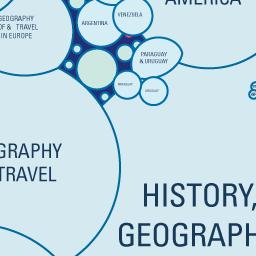 AMERICA
VENEZUELA
ARGENTINA
GEOGRAPHY
OF & TRAVEL
IN EUROPE
PARAGUAY
& URUGUAY
GRAPHY
TRAVEL
HISTORY,
GEOGRAPH